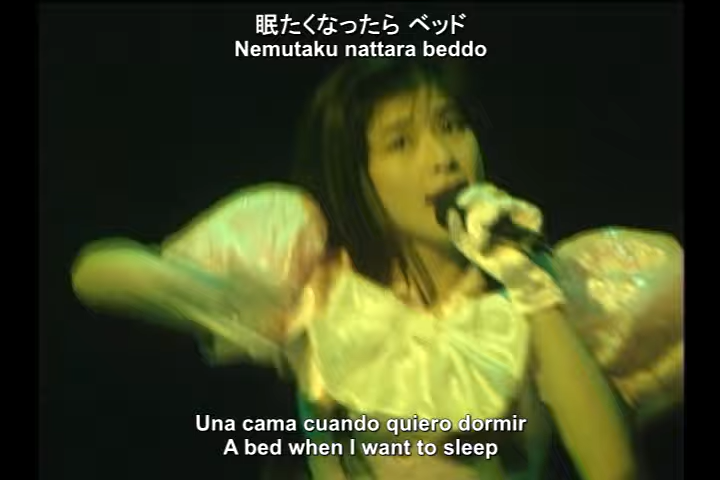 眠たくなったら ベッド
Nemutaku nattara beddo
Una cama cuando quiero dormir
A bed when I want to sleep